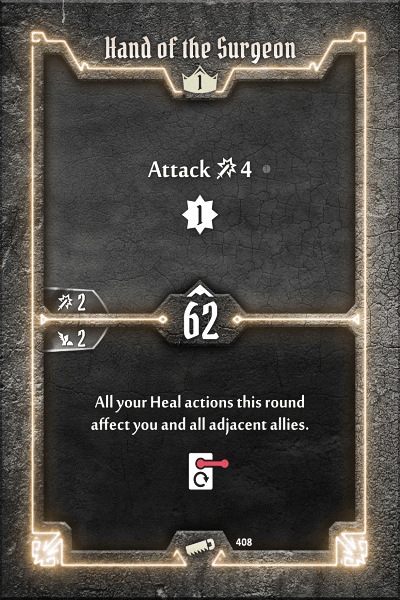 Hand of the Surgeon
1
Attack 4
1
2
62
2
All your Heal actions this round
affect you and all adjacent allies.
408